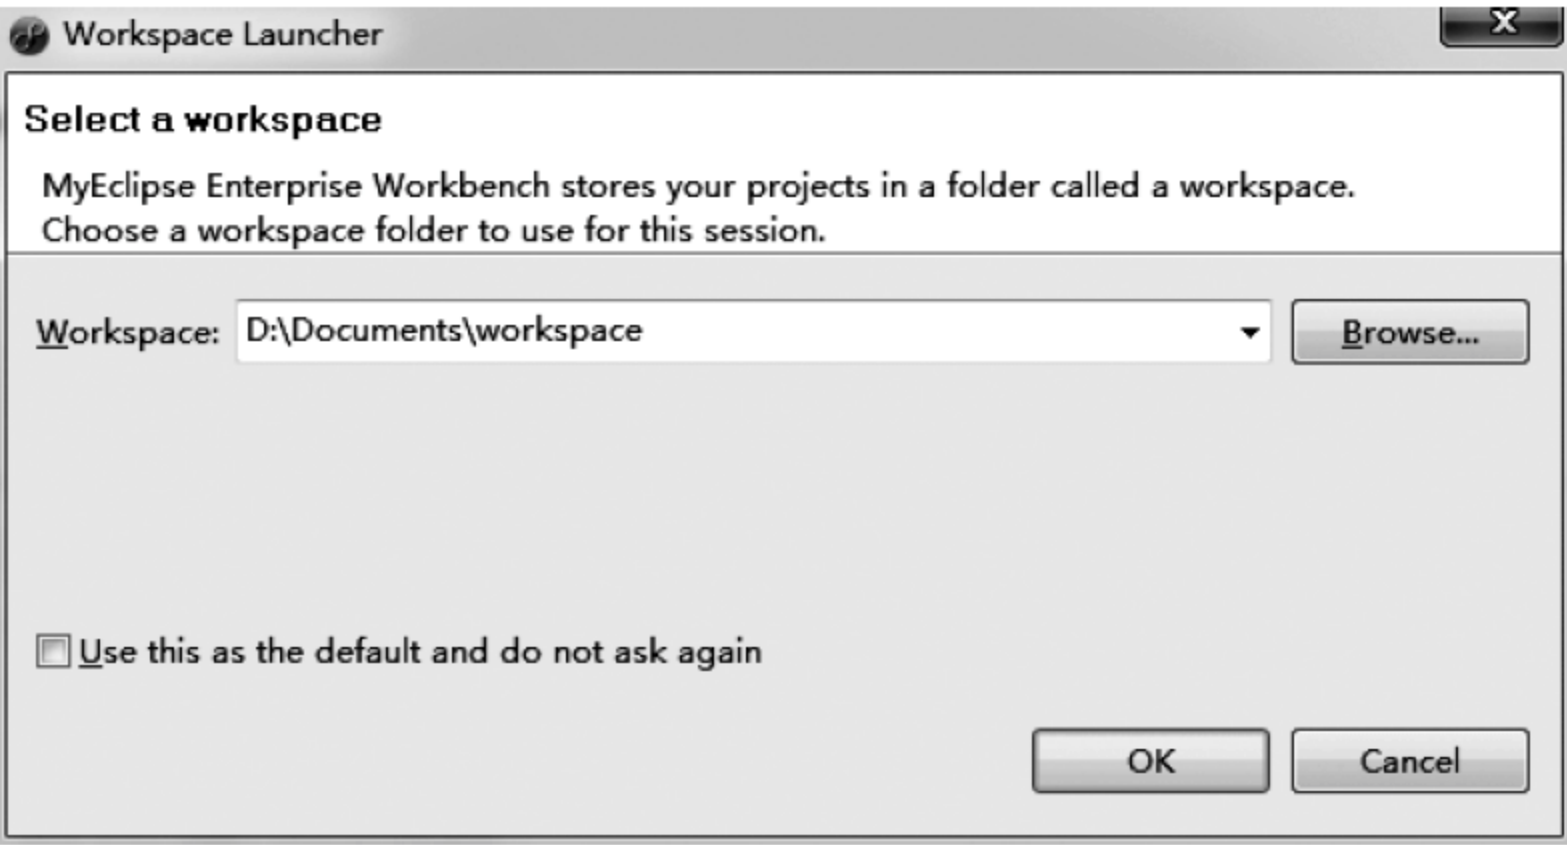 Workspace Launcher
x
Select a workspace
MyEclipse Enterprise Workbench stores your projects in a folder called a workspace.
Choose a workspace folder to use for this session.
Workspace: D:\Documents\workspace Browse...
Use this as the default and do not ask again
OK Cancel